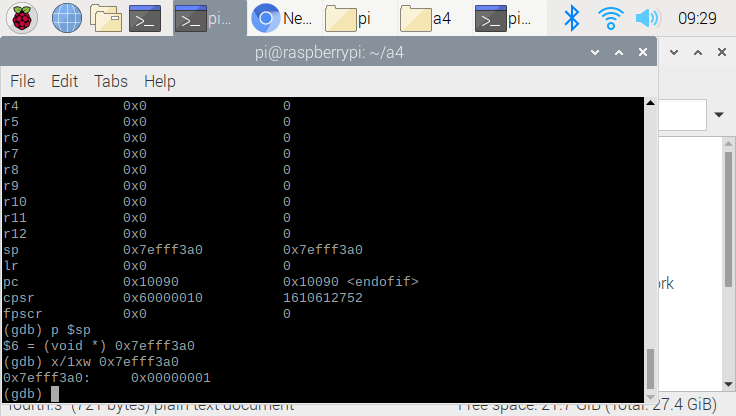 pi...
Ne...
pi
a4
pi...
09:29
pi@raspberrypi: ~/a4
File Edit Tabs Help
r4 0x0 0
r5 0x0 0
r6 0x0 0
r7 0x0 0
r8 0x0 0
r9 0x0 0
r10 0x0 0
r11 0x0 0
r12 0x0 0
sp 0x7efff3a0 0x7efff3a0
lr 0x0 0
pc 0x10090 0x10090 <endofif>
cpsr 0x60000010 1610612752
fpscr 0x0 0
(gdb) p $sp
$6 = (void *) 0x7efff3a0
(gdb) x/1xw 0x7efff3a0
0x7efff3a0: 0x00000001
(gdb)
ork
"fourth.s" (721 bytes) plain text document Free space: 21.7 GiB (Total: 27.4 GiB)